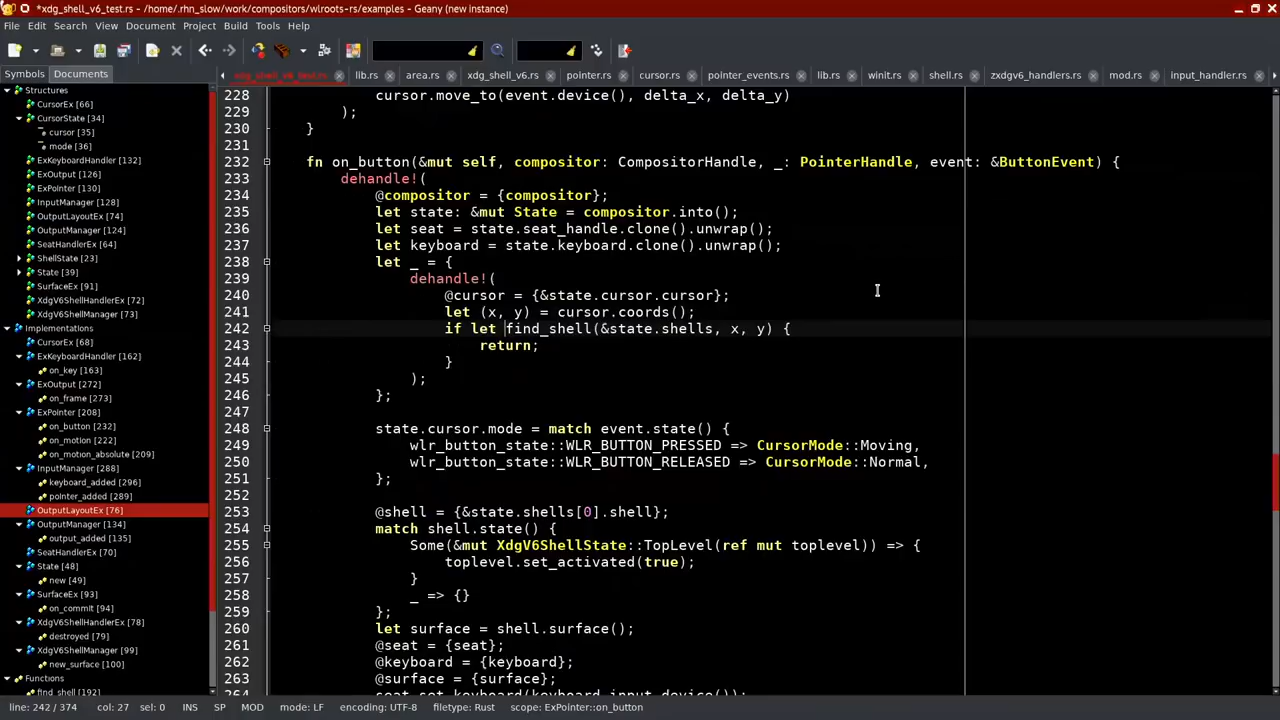 *xdg_shell_v6_test.rs - /home/.rhn_slow/work/compositors/wlroots-rs/examples - Geany (new instance)
File Edit Search View Document Project Build Tools Help
Symbols Documents
xdg_shell_v6_test.rs lib.rs area.rs xdg_shell_v6.rs pointer.rs cursor.rs pointer_events.rs lib.rs winit.rs shell.rs zxdgv6_handlers.rs mod.rs input_handler.rs
Structures
CursorEx [66]
CursorState [34]
cursor [35]
mode [36]
ExKeyboardHandler [132]
ExOutput [126]
ExPointer [130]
InputManager [128]
OutputLayoutEx [74]
OutputManager [124]
SeatHandlerEx [64]
ShellState [23]
State [39]
SurfaceEx [91]
XdgV6ShellHandlerEx [72]
XdgV6ShellManager [73]
Implementations
CursorEx [68]
ExKeyboardHandler [162]
on_key [163]
ExOutput [272]
on_frame [273]
ExPointer [208]
on_button [232]
on_motion [222]
on_motion_absolute [209]
InputManager [288]
keyboard_added [296]
pointer_added [289]
OutputLayoutEx [76]
OutputManager [134]
output_added [135]
SeatHandlerEx [70]
State [48]
new [49]
SurfaceEx [93]
on_commit [94]
XdgV6ShellHandlerEx [78]
destroyed [79]
XdgV6ShellManager [99]
new_surface [100]
Functions
find_shell [192]
228 cursor.move_to(event.device(), delta_x, delta_y)
229 );
230 }
231
232 fn on_button(&mut self, compositor: CompositorHandle, _: PointerHandle, event: &ButtonEvent) {
233 dehandle!(
234 @compositor = {compositor};
235 let state: &mut State = compositor.into();
236 let seat = state.seat_handle.clone().unwrap();
237 let keyboard = state.keyboard.clone().unwrap();
238 let _ = {
239 dehandle!(
240 @cursor = {&state.cursor.cursor};
241 let (x, y) = cursor.coords();
242 if let find_shell(&state.shells, x, y) {
243 return;
244 }
245 );
246 };
247
248 state.cursor.mode = match event.state() {
249 wlr_button_state::WLR_BUTTON_PRESSED => CursorMode::Moving,
250 wlr_button_state::WLR_BUTTON_RELEASED => CursorMode::Normal,
251 };
252
253 @shell = {&state.shells[0].shell};
254 match shell.state() {
255 Some(&mut XdgV6ShellState::TopLevel(ref mut toplevel)) => {
256 toplevel.set_activated(true);
257 }
258 _ => {}
259 };
260 let surface = shell.surface();
261 @seat = {seat};
262 @keyboard = {keyboard};
263 @surface = {surface};
264 seat.set_keyboard(keyboard.input_device());
line: 242 / 374 col: 27 sel: 0 INS SP MOD mode: LF encoding: UTF-8 filetype: Rust scope: ExPointer::on_button